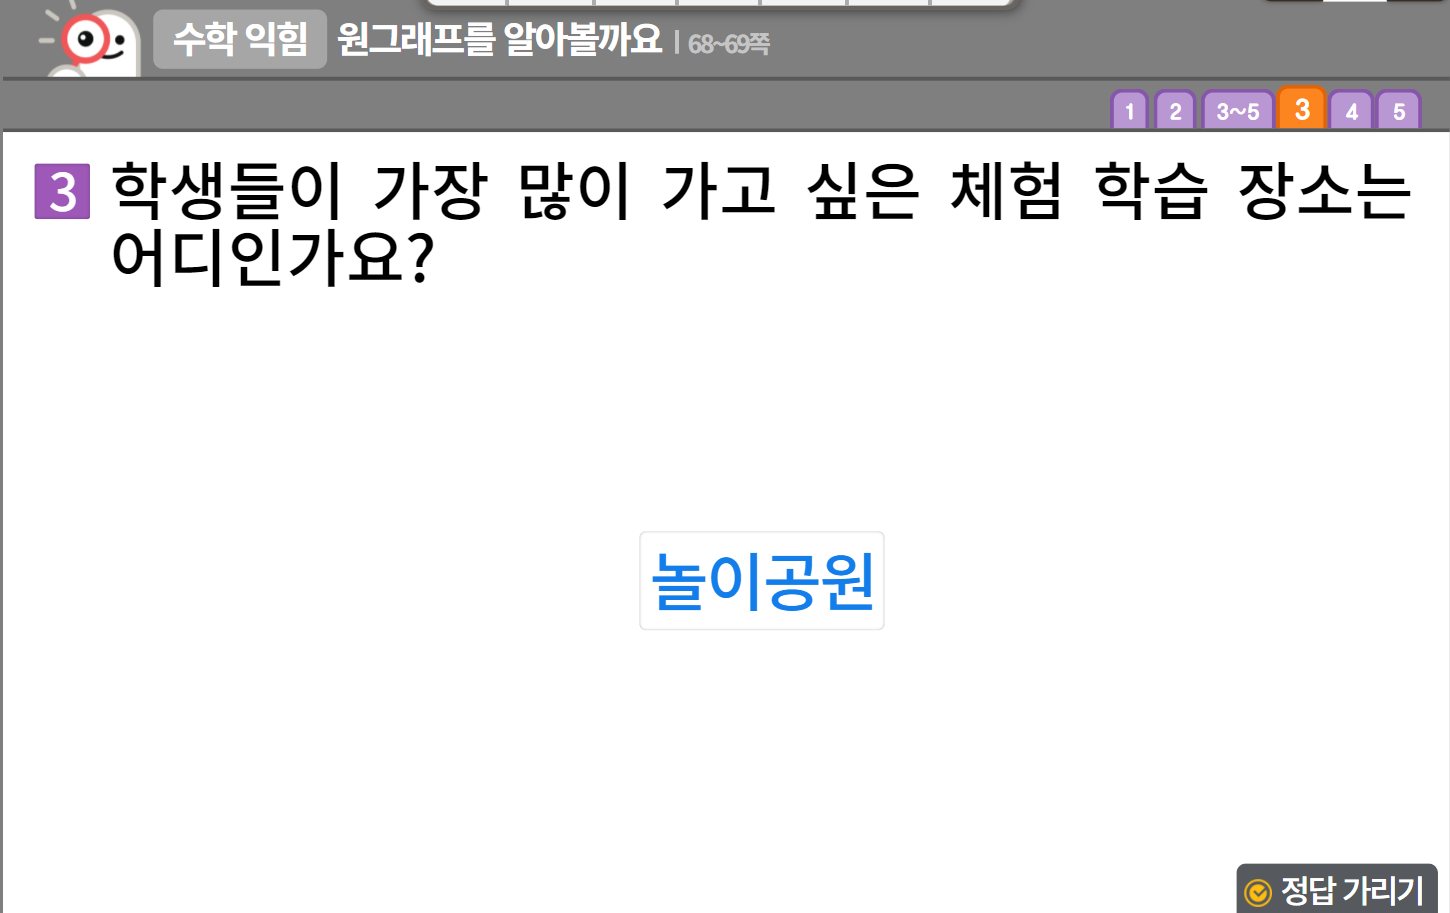 수학 익힘 원그래프를 알아볼까요 | 68~69쪽
1 2 3~5 3 4 5
3 학생들이 가장 많이 가고 싶은 체험 학습 장소는
어디인가요?
놀이공원
정답 가리기